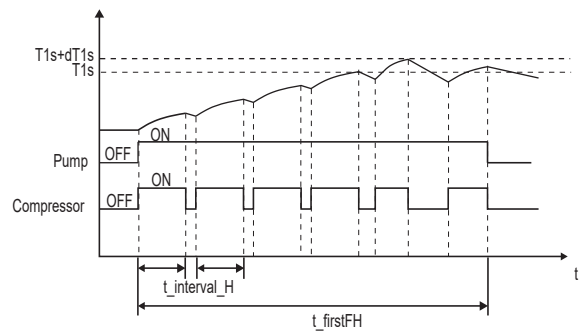 T1s+dT1s
T1s
ON
OFF
Pump
ON
OFF
Compressor
t
t_interval_H
t_firstFH